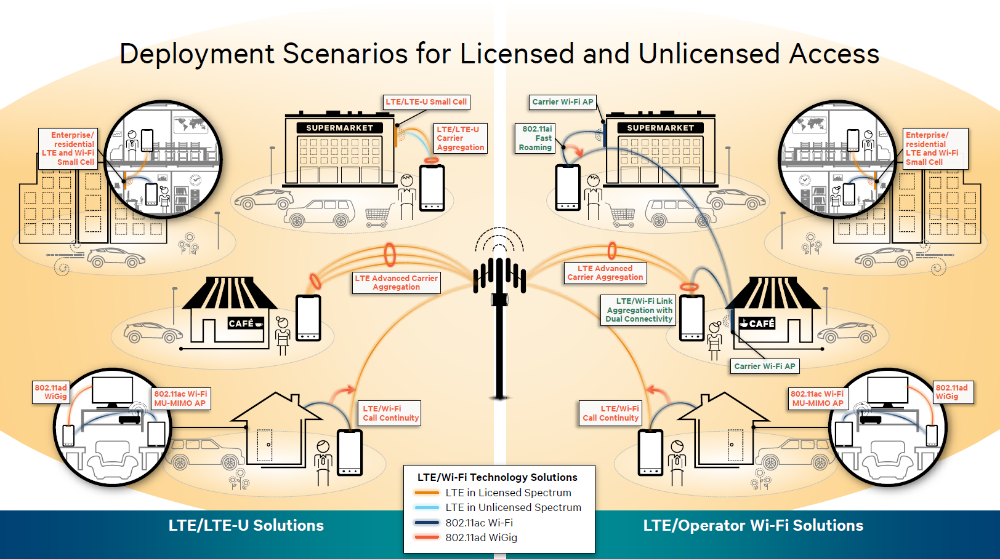 Deployment Scenarios for Licensed and Unlicensed Access
LTE/LTE-U Small Cell
SUPERMARKET
LTE/LTE-U
Carrier
Aggregation
Enterprise/
residential
LTE and Wi-Fi
Small Cell
LTE Advanced Carrier
Aggregation
CAFÉ
802.11ad
WiGig
802.11ac Wi-Fi
MU-MIMO AP
LTE/Wi-Fi
Call Continuity
Carrier Wi-Fi AP
802.11ai
Fast
Roaming
SUPERMARKET
Enterprise/
residential
LTE and Wi-Fi
Small Cell
LTE Advanced
Carrier Aggregation
LTE/Wi-Fi Link
Aggregation with
Dual Connectivity
CAFÉ
Carrier Wi-Fi AP
LTE/Wi-Fi
Call Continuity
802.11ac Wi-Fi
MU-MIMO AP
802.11ad
WiGig
LTE/Wi-Fi Technology Solutions
LTE in Licensed Spectrum
LTE in Unlicensed Spectrum
802.11ac Wi-Fi
802.11ad WiGig
LTE/LTE-U Solutions
LTE/Operator Wi-Fi Solutions